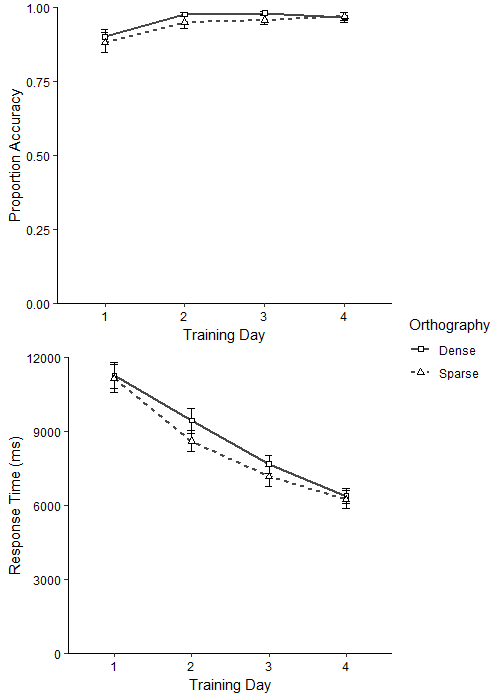 1.00
0.75
0.50
0.25
0.00
Proportion Accuracy
1 2 3 4
Training Day
Orthography
Dense
Sparse
12000
9000
6000
3000
0
Response Time (ms)
1 2 3 4
Training Day